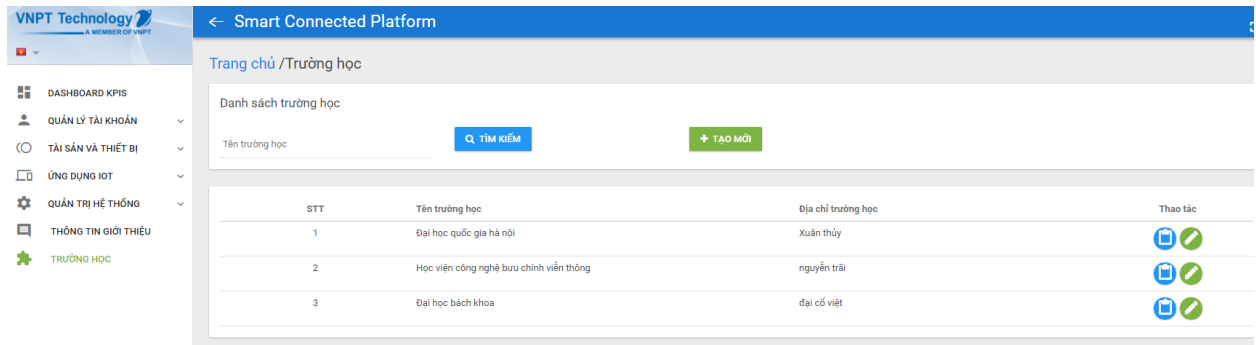 VNPT Technology
A MEMBER OF VNPT
← Smart Connected Platform
Trang chủ /Trường học
DASHBOARD KPIS
QUẢN LÝ TÀI KHOẢN
TÀI SẢN VÀ THIẾT BỊ
ỨNG DỤNG IOT
QUẢN TRỊ HỆ THỐNG
THÔNG TIN GIỚI THIỆU
TRƯỜNG HỌC
Danh sách trường học
Tên trường học TÌM KIẾM + TẠO MỚI
STT Tên trường học Địa chỉ trường học Thao tác
1 Đại học quốc gia hà nội Xuân thủy
2 Học viện công nghệ bưu chính viễn thông nguyễn trãi
3 Đại học bách khoa đại cồ việt